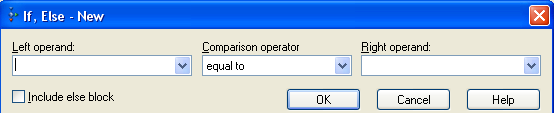 If, Else - New
Left operand: Comparison operator Right operand:
equal to
Include else block OK Cancel Help